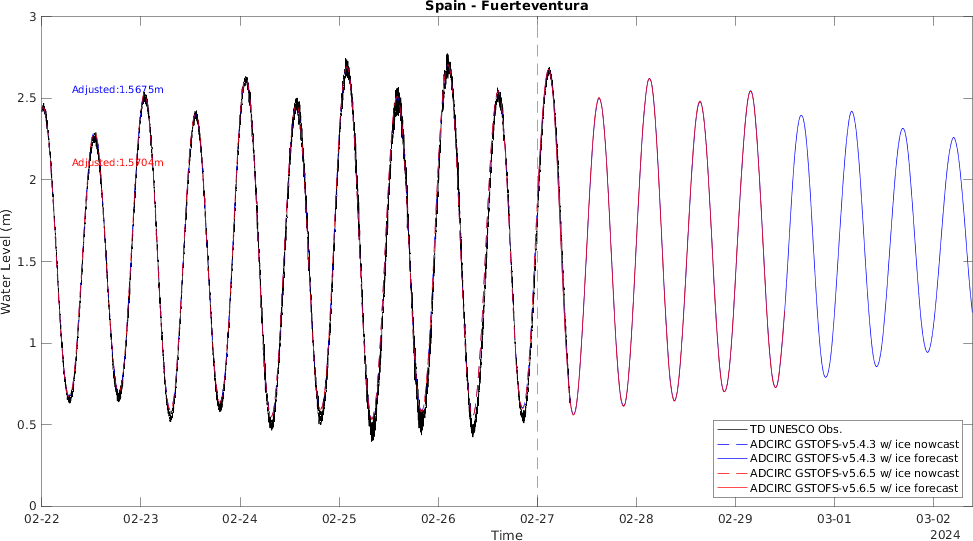 Spain - Fuerteventura
Water Level (m)
3
2.5
2
1.5
1
0.5
0
Adjusted:1.5675m
Adjusted:1.5704m
TD UNESCO Obs.
ADCIRC GSTOFS-v5.4.3 w/ ice nowcast
ADCIRC GSTOFS-v5.4.3 w/ ice forecast
ADCIRC GSTOFS-v5.6.5 w/ ice nowcast
ADCIRC GSTOFS-v5.6.5 w/ ice forecast
02-22 02-23 02-24 02-25 02-26 02-27 02-28 02-29 03-01 03-02
Time
2024